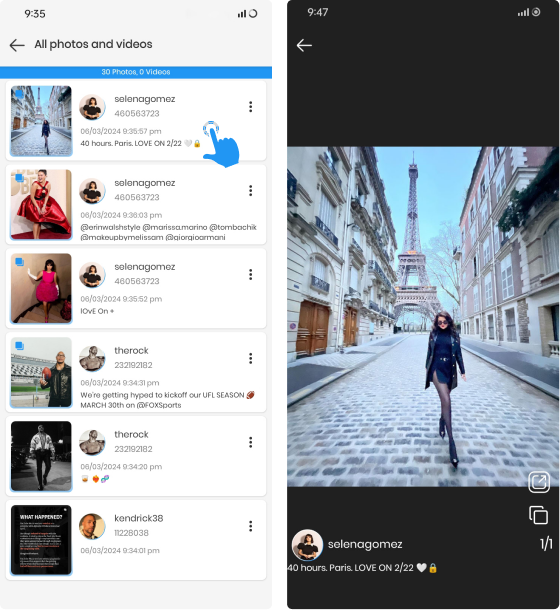 9:35
All photos and videos
30 Photos, 0 Videos
selenagomez
460563723
06/03/2024 9:35:57 pm
40 hours. Paris. LOVE ON 2/22 🤍🔒
selenagomez
460563723
06/03/2024 9:36:03 pm
@erinwalshstyle @marissa.marino @tombachik
@makeupbymelissam @giorgioarmani
selenagomez
460563723
06/03/2024 9:35:52 pm
lOvE On +
therock
232192182
06/03/2024 9:34:31 pm
We're getting hyped to kickoff our UFL SEASON 🏈
MARCH 30th on @FOXSports
therock
232192182
06/03/2024 9:34:20 pm
WHAT HAPPENED?
kendrick38
11228038
06/03/2024 9:34:01 pm
9:47
1/1
selenagomez
40 hours. Paris. LOVE ON 2/22 🤍🔒